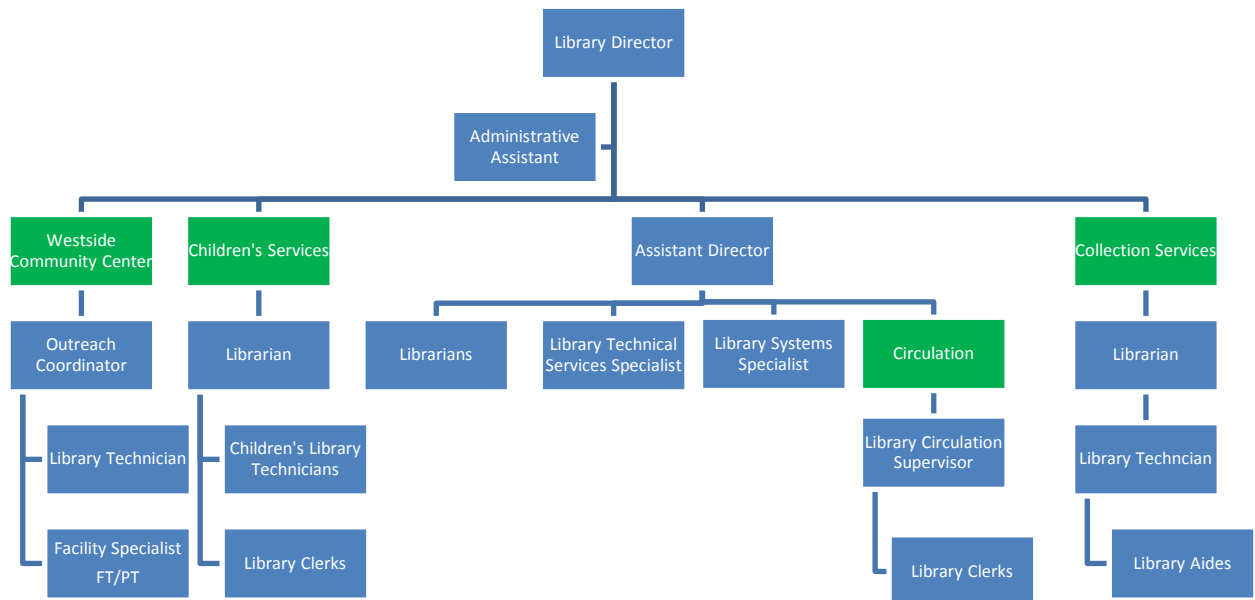 Library Director
Administrative
Assistant
Westside
Community Center
Children's Services
Assistant Director
Collection Services
Outreach
Coordinator
Librarian
Librarians
Library Technical
Services Specialist
Library Systems
Specialist
Circulation
Librarian
Library Technician
Children's Library
Technicians
Library Circulation
Supervisor
Library Techncian
Facility Specialist
FT/PT
Library Clerks
Library Clerks
Library Aides